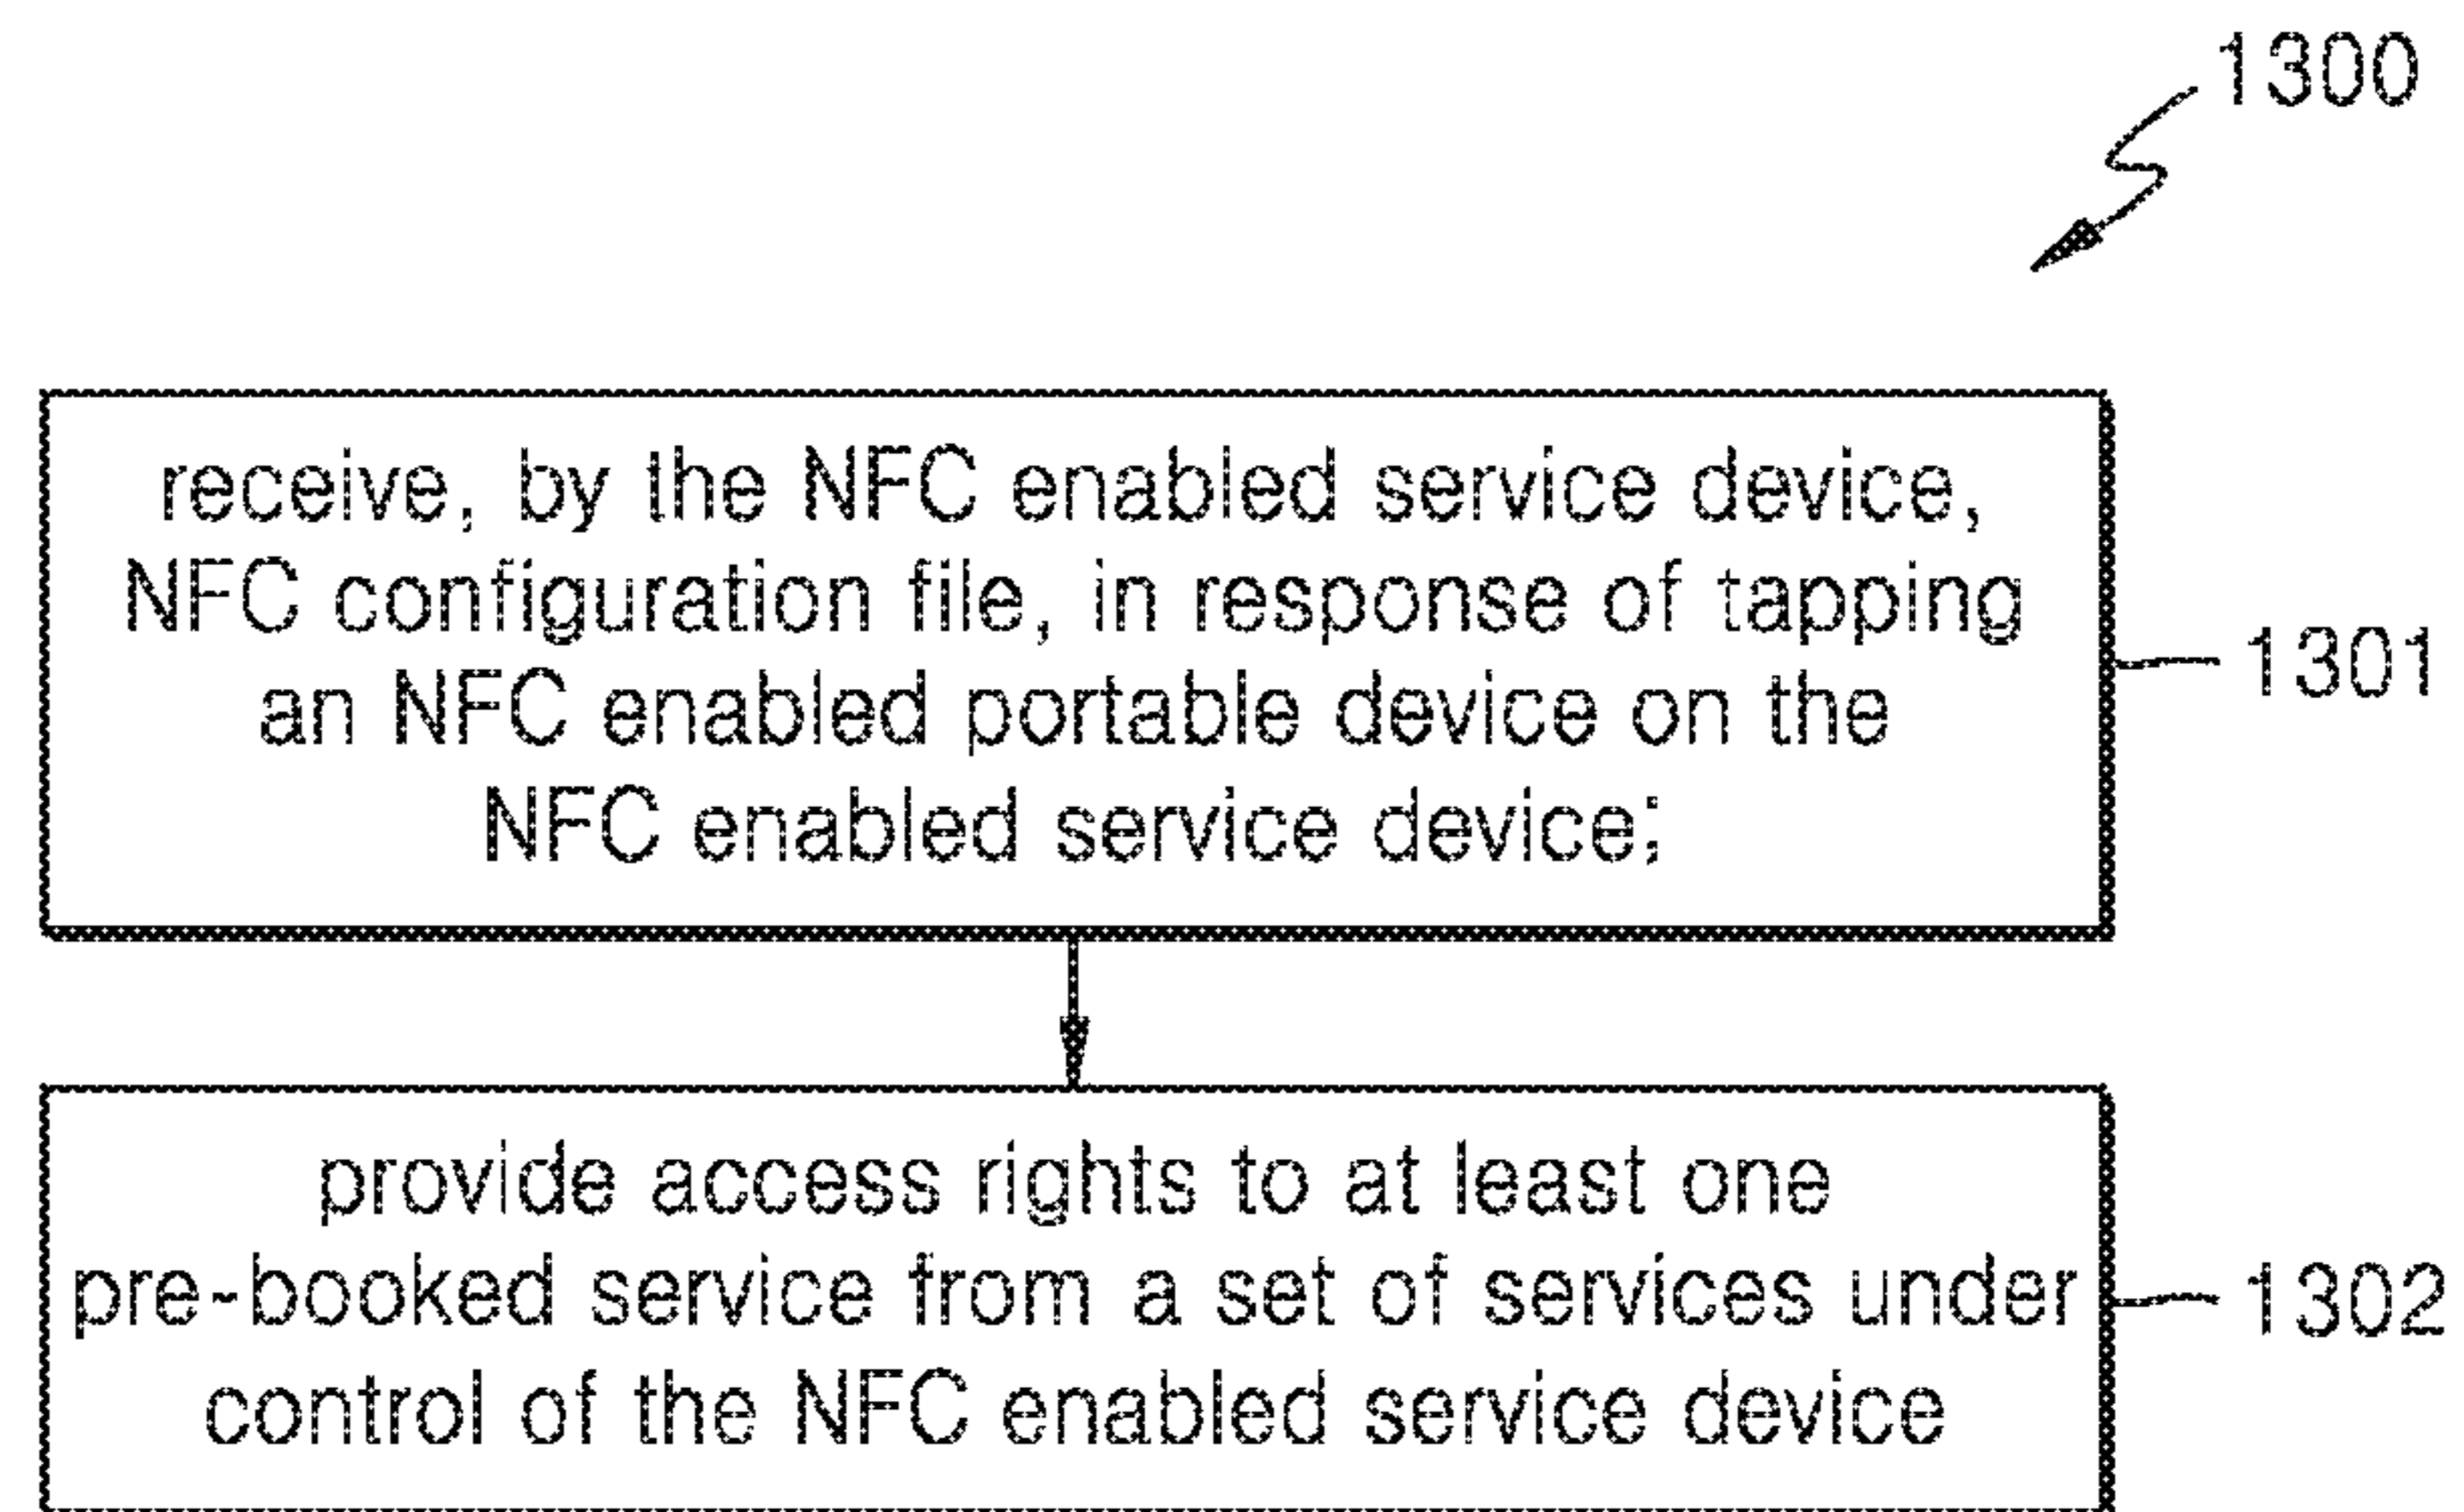 1300
receive, by the NFC enabled service device,
NFC configuration file, in response of tapping
an NFC enabled portable device on the
NFC enabled service device;
1301
provide access rights to at least one
pre-booked service from a set of services under
control of the NFC enabled service device
1302